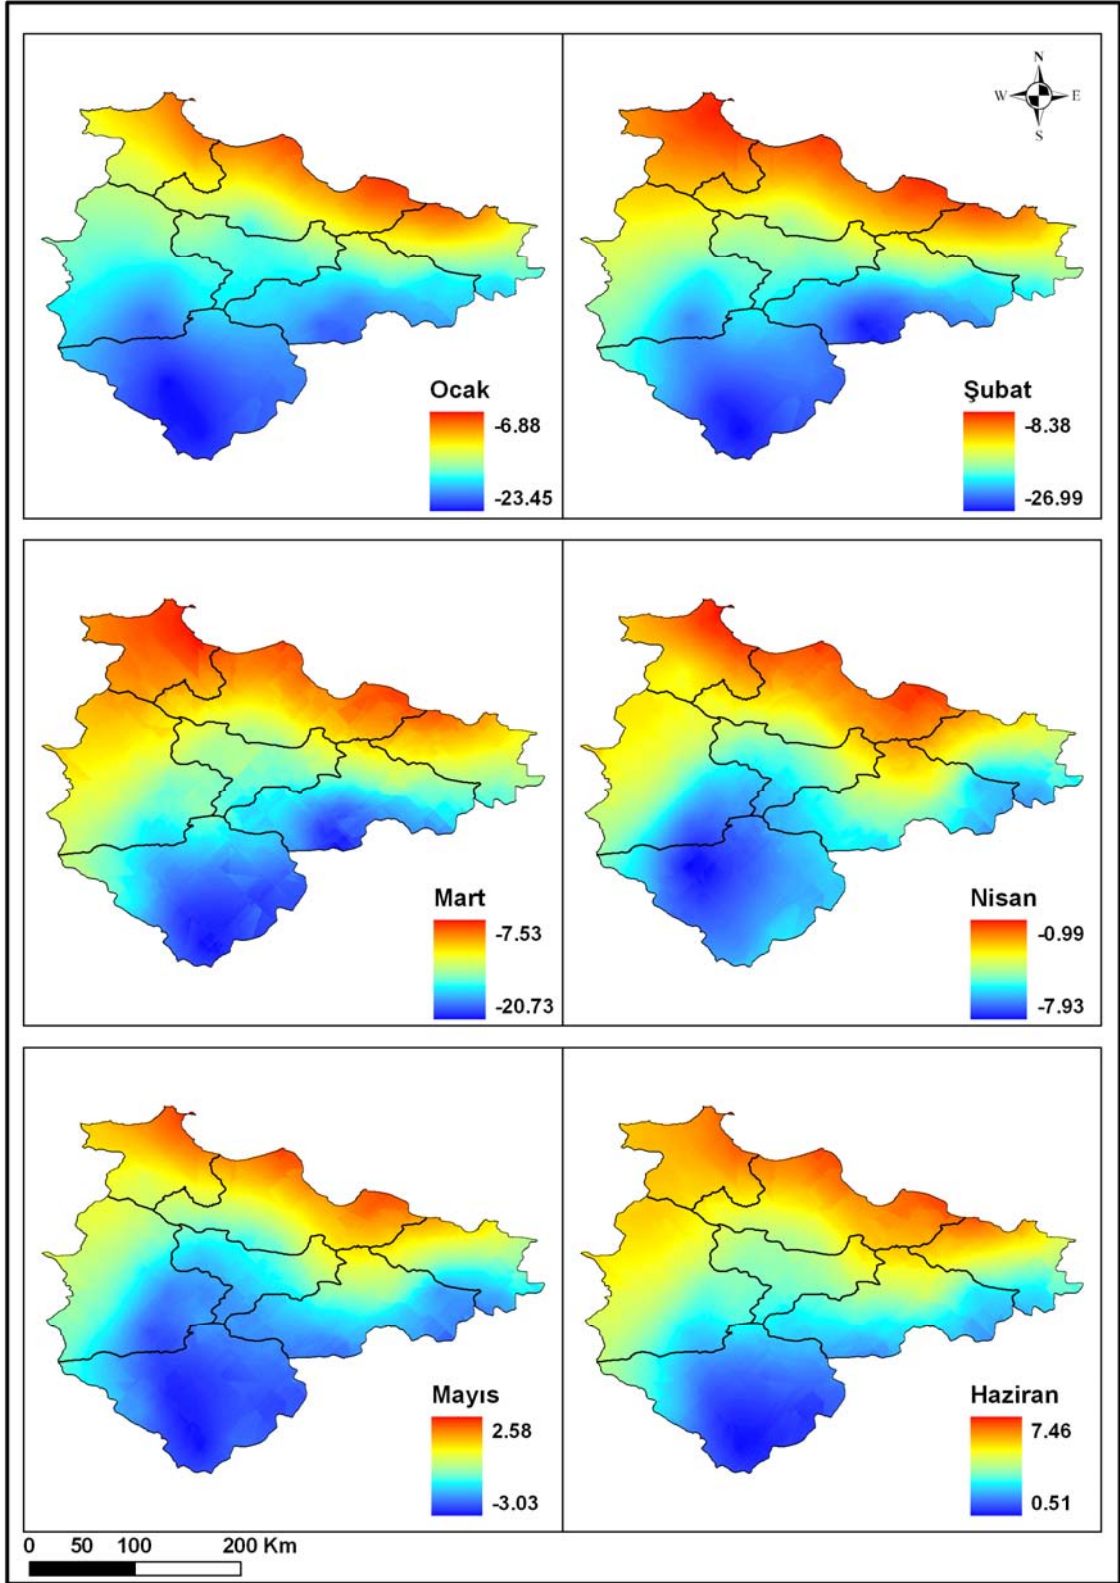 N
W E
S
Ocak
-6.88
-23.45
Şubat
-8.38
-26.99
Mart
-7.53
-20.73
Nisan
-0.99
-7.93
Mayıs
2.58
-3.03
Haziran
7.46
0.51
0 50 100 200 Km